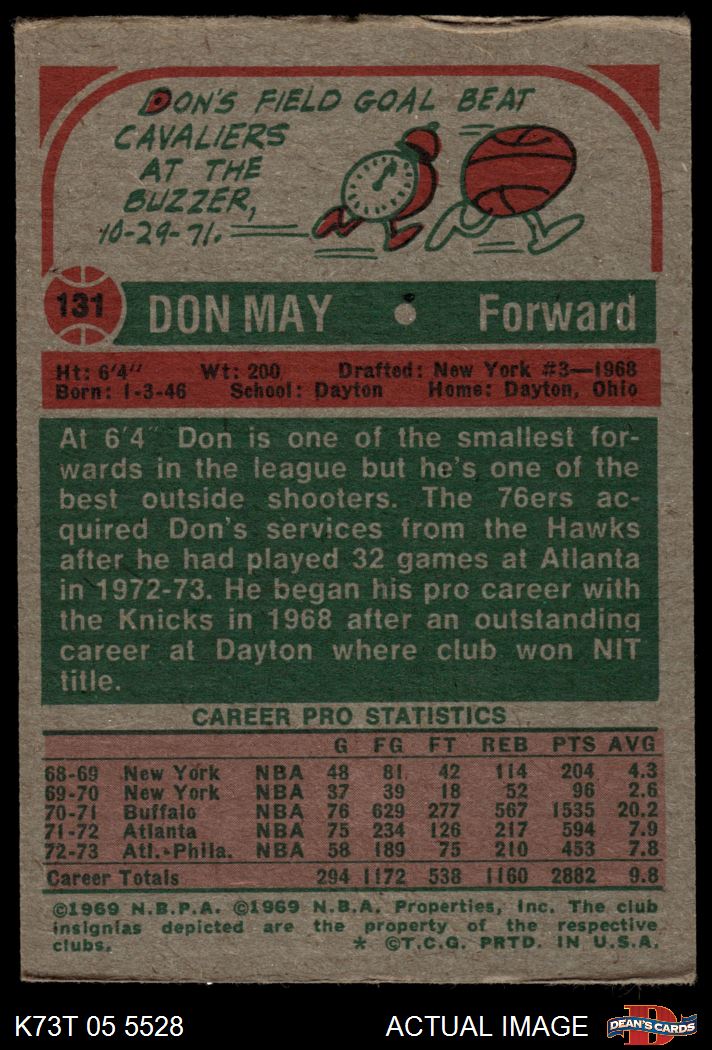 DON'S FIELD GOAL BEAT
CAVALIERS
AT THE
BUZZER,
10-29-71.
131 DON MAY • Forward
Ht: 6'4" Wt: 200 Drafted: New York #3—1968
Born: 1-3-46 School: Dayton Home: Dayton, Ohio
At 6'4" Don is one of the smallest for-
wards in the league but he's one of the
best outside shooters. The 76ers ac-
quired Don's services from the Hawks
after he had played 32 games at Atlanta
in 1972-73. He began his pro career with
the Knicks in 1968 after an outstanding
career at Dayton where club won NIT
title.
CAREER PRO STATISTICS
G FG FT REB PTS AVG
68-69 New York NBA 48 81 42 114 204 4.3
69-70 New York NBA 37 39 18 52 96 2.6
70-71 Buffalo NBA 76 629 277 567 1535 20.2
71-72 Atlanta NBA 75 234 126 217 594 7.9
72-73 Atl.-Phila. NBA 58 189 75 210 453 7.8
Career Totals 294 1172 538 1160 2882 9.8
©1969 N.B.P.A. ©1969 N.B.A. Properties, Inc. The club
insignias depicted are the property of the respective
clubs. * ©T.C.G. PRTD. IN U.S.A.
K73T 05 5528 ACTUAL IMAGE D DEAN'S CARDS